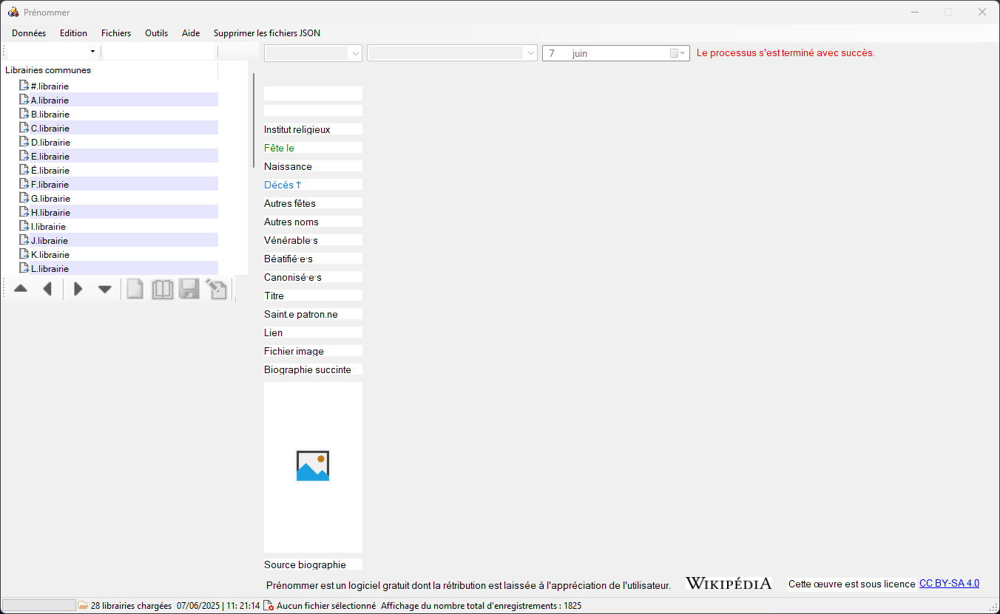 Prénommer
Données Edition Fichiers Outils Aide Supprimer les fichiers JSON
7 juin Le processus s'est terminé avec succès.
Librairies communes
#.librairie
A.librairie
B.librairie
C.librairie
D.librairie
E.librairie
É.librairie
F.librairie
G.librairie
H.librairie
I.librairie
J.librairie
K.librairie
L.librairie
Institut religieux
Fête le
Naissance
Décès †
Autres fêtes
Autres noms
Vénérable·s
Béatifié·e·s
Canonisé·e·s
Titre
Saint.e patron.ne
Lien
Fichier image
Biographie succinte
Source biographie
Prénommer est un logiciel gratuit dont la rétribution est laissée à l'appréciation de l'utilisateur. WIKIPÉDIA Cette œuvre est sous licence CC BY-SA 4.0
28 librairies chargées 07/06/2025 | 11: 21:14 Aucun fichier sélectionné Affichage du nombre total d'enregistrements : 1825